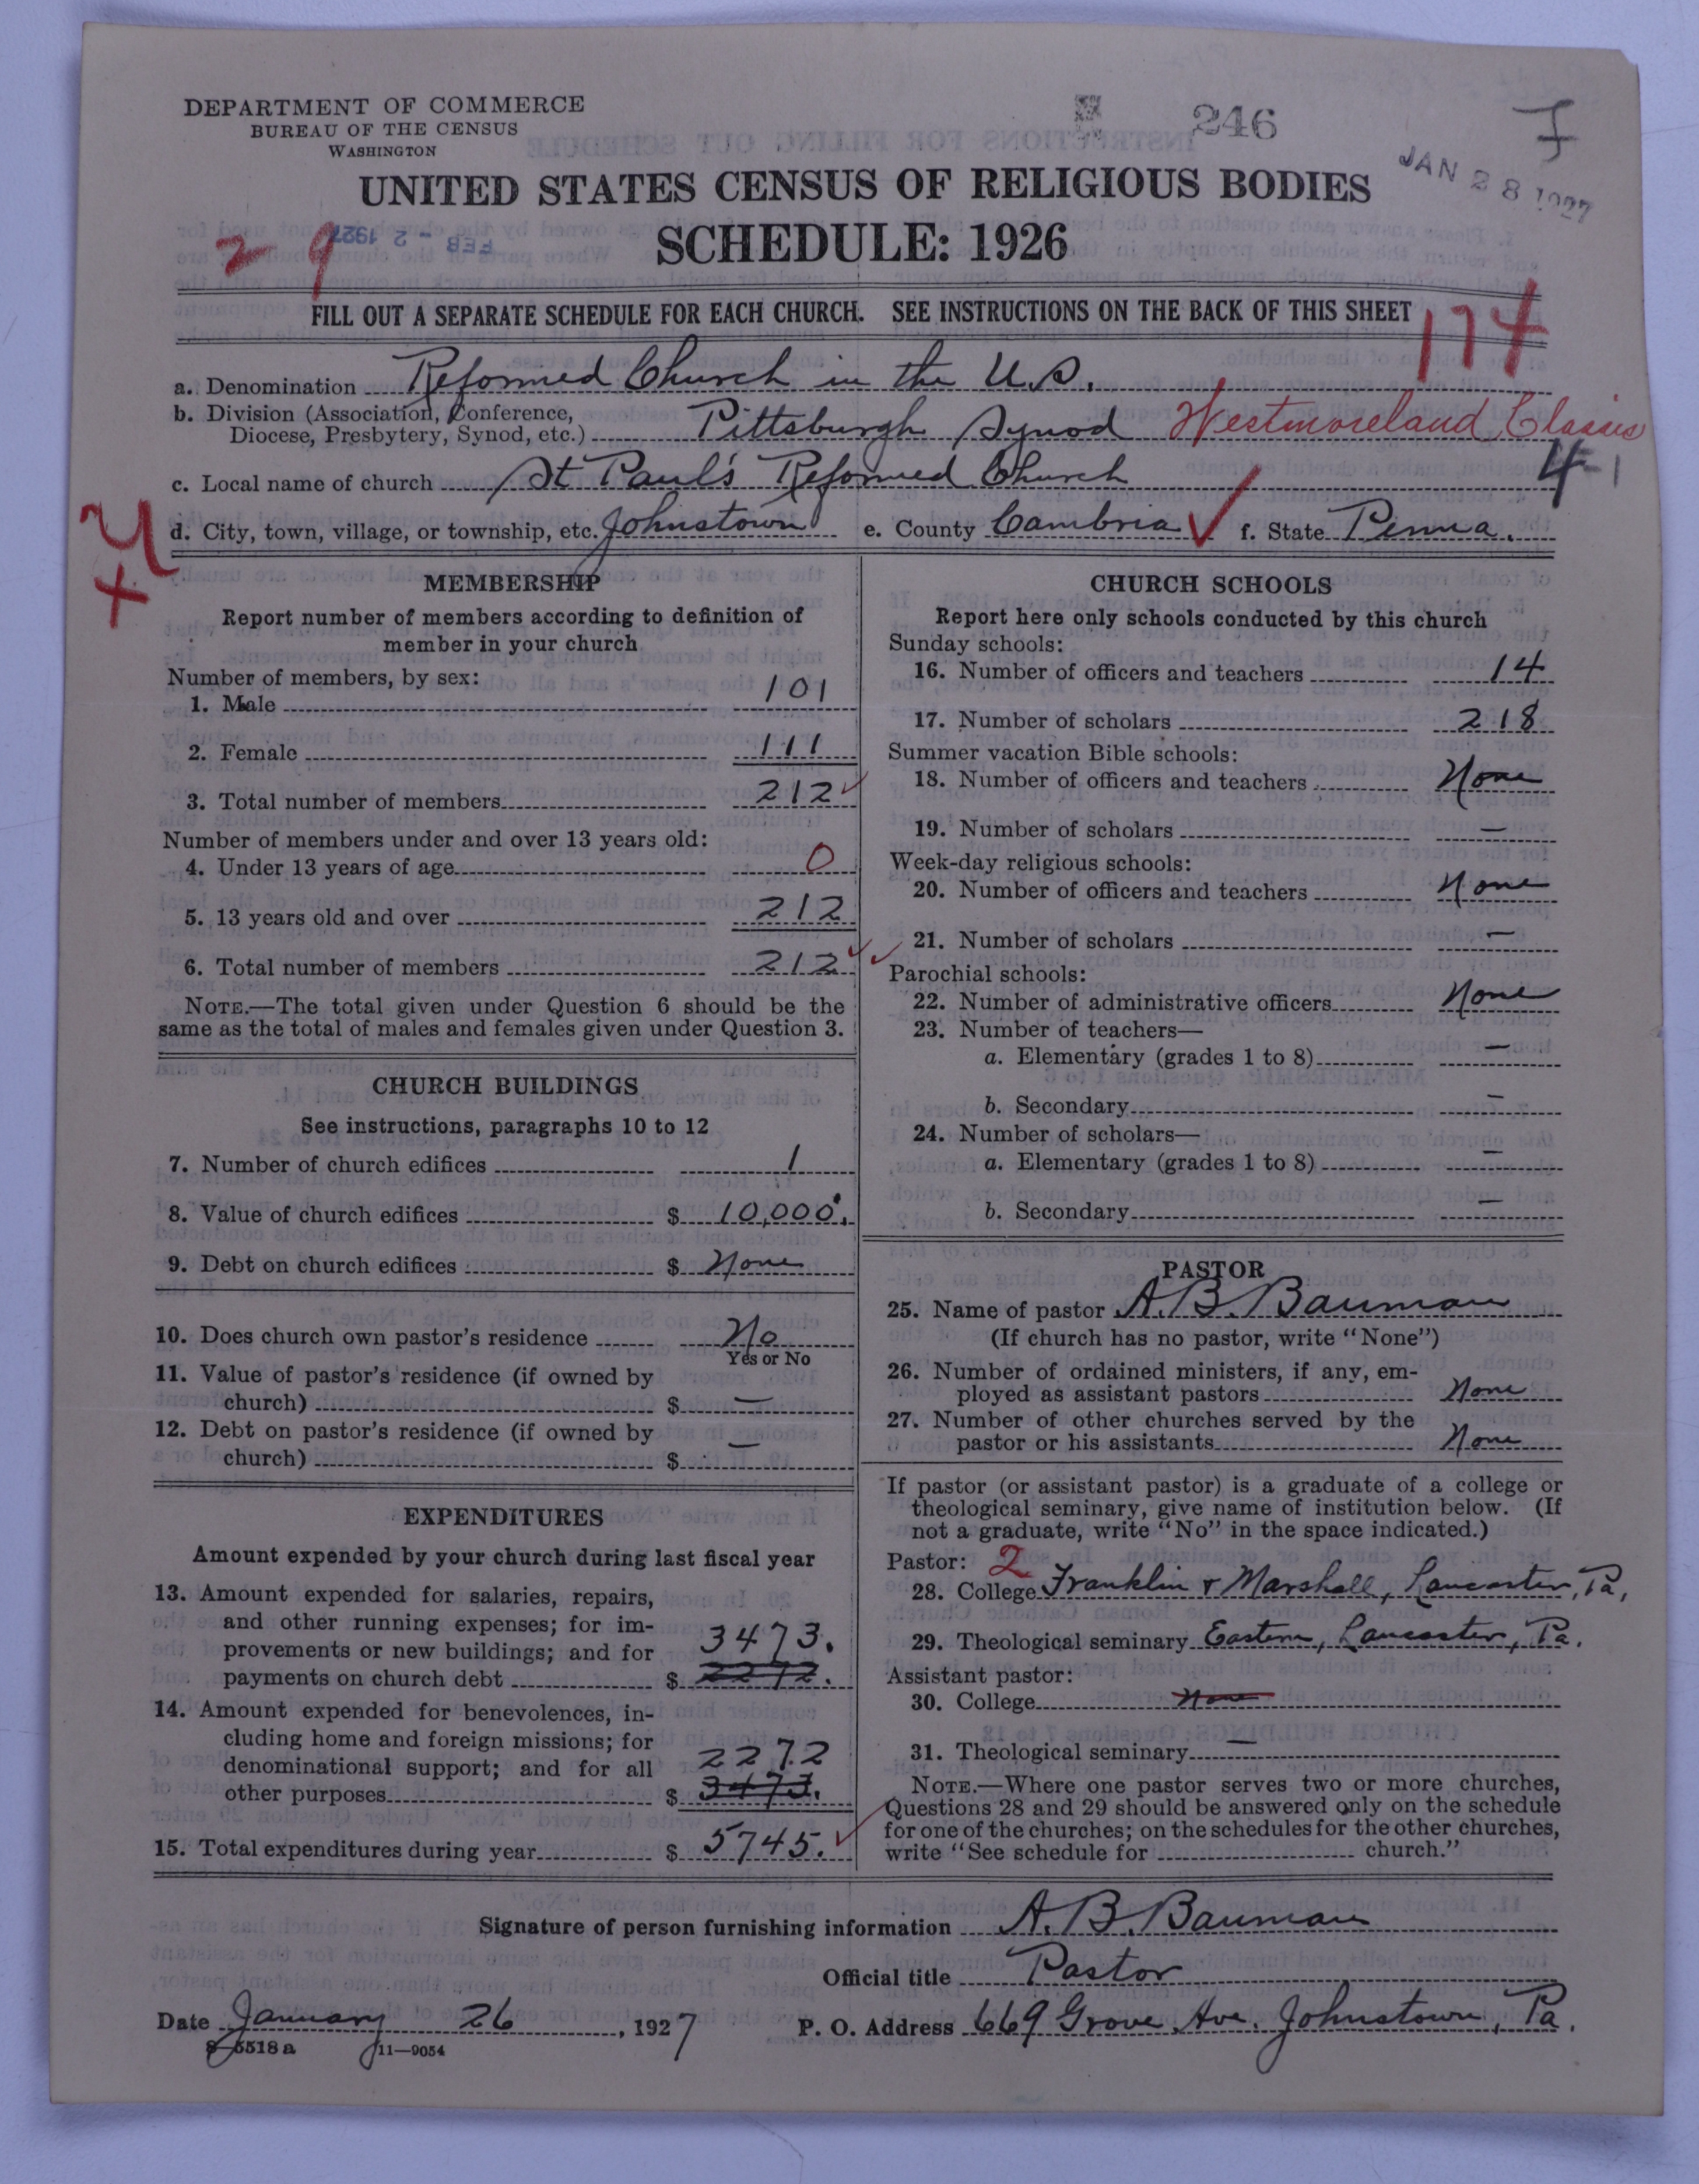 DEPARTMENT OF COMMERCE
BUREAU OF THE CENSUS
WASHINGTON
246
JAN 28 1927
UNITED STATES CENSUS OF RELIGIOUS BODIES
29
FEB - 2 1927
SCHEDULE: 1926
FILL OUT A SEPARATE SCHEDULE FOR EACH CHURCH. SEE INSTRUCTIONS ON THE BACK OF THIS SHEET
174
a. Denomination Reformed Church in the U.S.
b. Division (Association, Conference,
Diocese, Presbytery, Synod, etc.) Pittsburgh Synod Westmoreland Classis
c. Local name of church St Paul's Reformed Church
4-1
d. City, town, village, or township, etc. Johnstown e. County Cambria f. State Penna.
MEMBERSHIP
Report number of members according to definition of
member in your church
Number of members, by sex:
1. Male 101
2. Female 111
3. Total number of members 212
Number of members under and over 13 years old:
4. Under 13 years of age 0
5. 13 years old and over 212
6. Total number of members 212
NOTE.—The total given under Question 6 should be the
same as the total of males and females given under Question 3.
CHURCH BUILDINGS
See instructions, paragraphs 10 to 12
7. Number of church edifices 1
8. Value of church edifices $ 10,000.
9. Debt on church edifices $ None
10. Does church own pastor's residence No
Yes or No
11. Value of pastor's residence (if owned by
church) $ —
12. Debt on pastor's residence (if owned by
church) $ —
EXPENDITURES
Amount expended by your church during last fiscal year
13. Amount expended for salaries, repairs,
and other running expenses; for im-
provements or new buildings; and for 3473.
payments on church debt $ 2272.
14. Amount expended for benevolences, in-
cluding home and foreign missions; for
denominational support; and for all 2272
other purposes $ 3473.
15. Total expenditures during year $ 5745.
CHURCH SCHOOLS
Report here only schools conducted by this church
Sunday schools:
16. Number of officers and teachers 14
17. Number of scholars 218
Summer vacation Bible schools:
18. Number of officers and teachers None
19. Number of scholars —
Week-day religious schools:
20. Number of officers and teachers None
21. Number of scholars —
Parochial schools:
22. Number of administrative officers None
23. Number of teachers—
a. Elementary (grades 1 to 8) —
b. Secondary —
24. Number of scholars—
a. Elementary (grades 1 to 8) —
b. Secondary —
PASTOR
25. Name of pastor A. B. Bauman
(If church has no pastor, write "None")
26. Number of ordained ministers, if any, em-
ployed as assistant pastors None
27. Number of other churches served by the
pastor or his assistants None
If pastor (or assistant pastor) is a graduate of a college or
theological seminary, give name of institution below. (If
not a graduate, write "No" in the space indicated.)
Pastor: 2
28. College Franklin & Marshall, Lancaster, Pa,
29. Theological seminary Eastern, Lancaster, Pa.
Assistant pastor:
30. College None
31. Theological seminary —
NOTE.—Where one pastor serves two or more churches,
Questions 28 and 29 should be answered only on the schedule
for one of the churches; on the schedules for the other churches,
write "See schedule for church."
Signature of person furnishing information A. B. Bauman
Official title Pastor
Date January 26, 1927 P. O. Address 669 Grove Ave. Johnstown, Pa.
8-5518a 11-9054